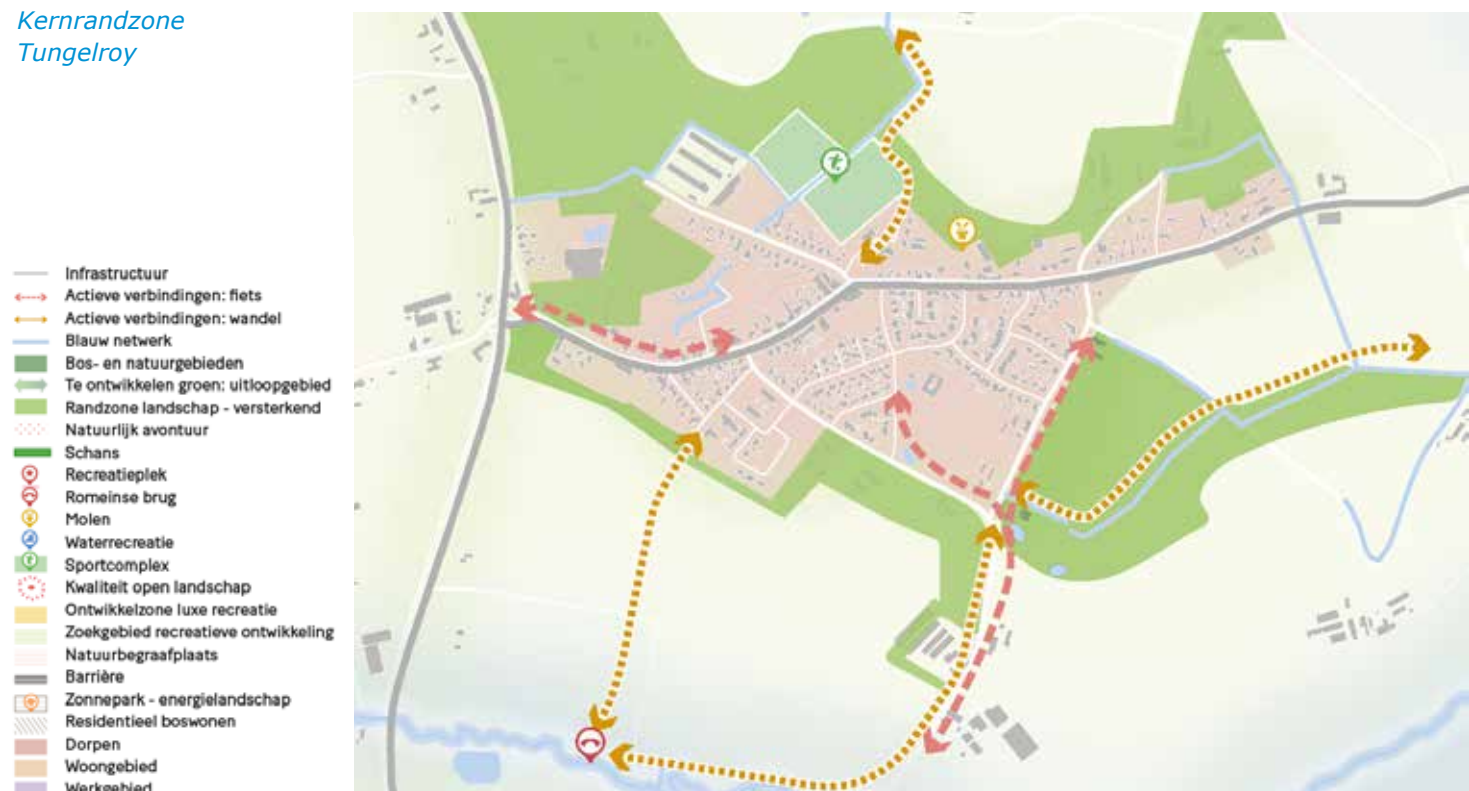 Kernrandzone
Tungelroy
Infrastructuur
Actieve verbindingen: fiets
Actieve verbindingen: wandel
Blauw netwerk
Bos- en natuurgebieden
Te ontwikkelen groen: uitloopgebied
Randzone landschap - versterkend
Natuurlijk avontuur
Schans
Recreatieplek
Romeinse brug
Molen
Waterrecreatie
Sportcomplex
Kwaliteit open landschap
Ontwikkelzone luxe recreatie
Zoekgebied recreatieve ontwikkeling
Natuurbegraafplaats
Barrière
Zonnepark - energielandschap
Residentieel boswonen
Dorpen
Woongebied
Werkgebied